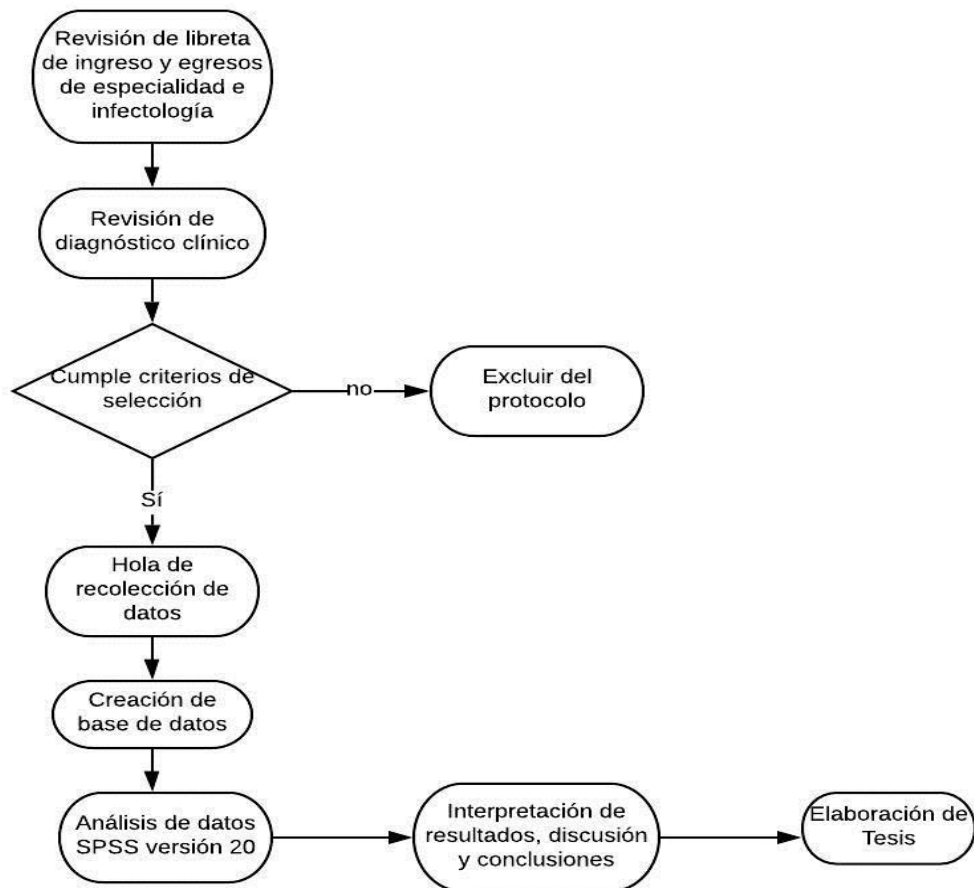 Revisión de libreta
de ingreso y egresos
de especialidad e
infectología
Revisión de
diagnóstico clínico
Cumple criterios de
selección
no
Excluir del
protocolo
Sí
Hola de
recolección de
datos
Creación de
base de datos
Análisis de datos
SPSS versión 20
Interpretación de
resultados, discusión
y conclusiones
Elaboración de
Tesis